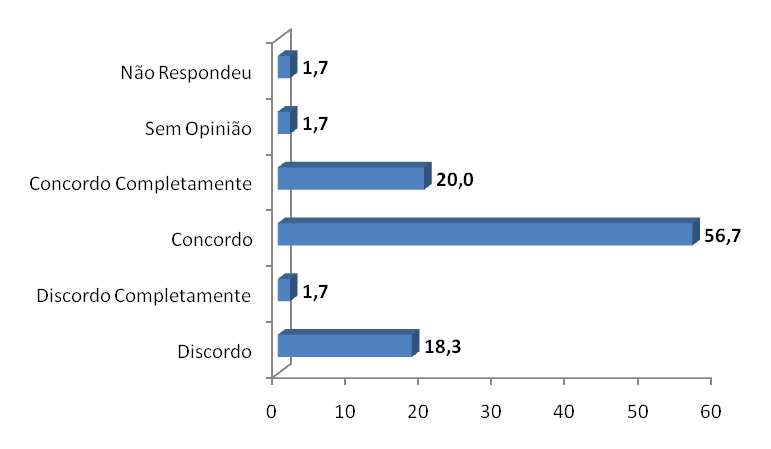 Não Respondeu 1,7
Sem Opinião 1,7
Concordo Completamente 20,0
Concordo 56,7
Discordo Completamente 1,7
Discordo 18,3
0 10 20 30 40 50 60